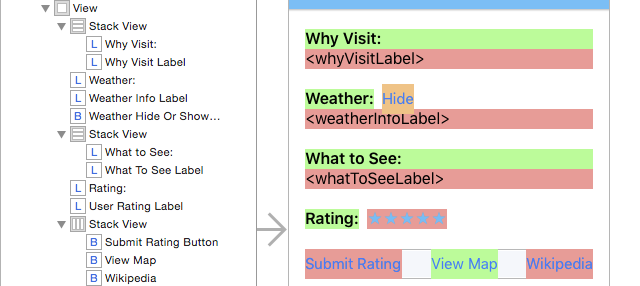 View
Stack View
L Why Visit:
L Why Visit Label
L Weather:
L Weather Info Label
B Weather Hide Or Show...
Stack View
L What to See:
L What To See Label
L Rating:
L User Rating Label
Stack View
B Submit Rating Button
B View Map
B Wikipedia
Why Visit:
<whyVisitLabel>
Weather: Hide
<weatherInfoLabel>
What to See:
<whatToSeeLabel>
Rating: ★★★★★
Submit Rating View Map Wikipedia